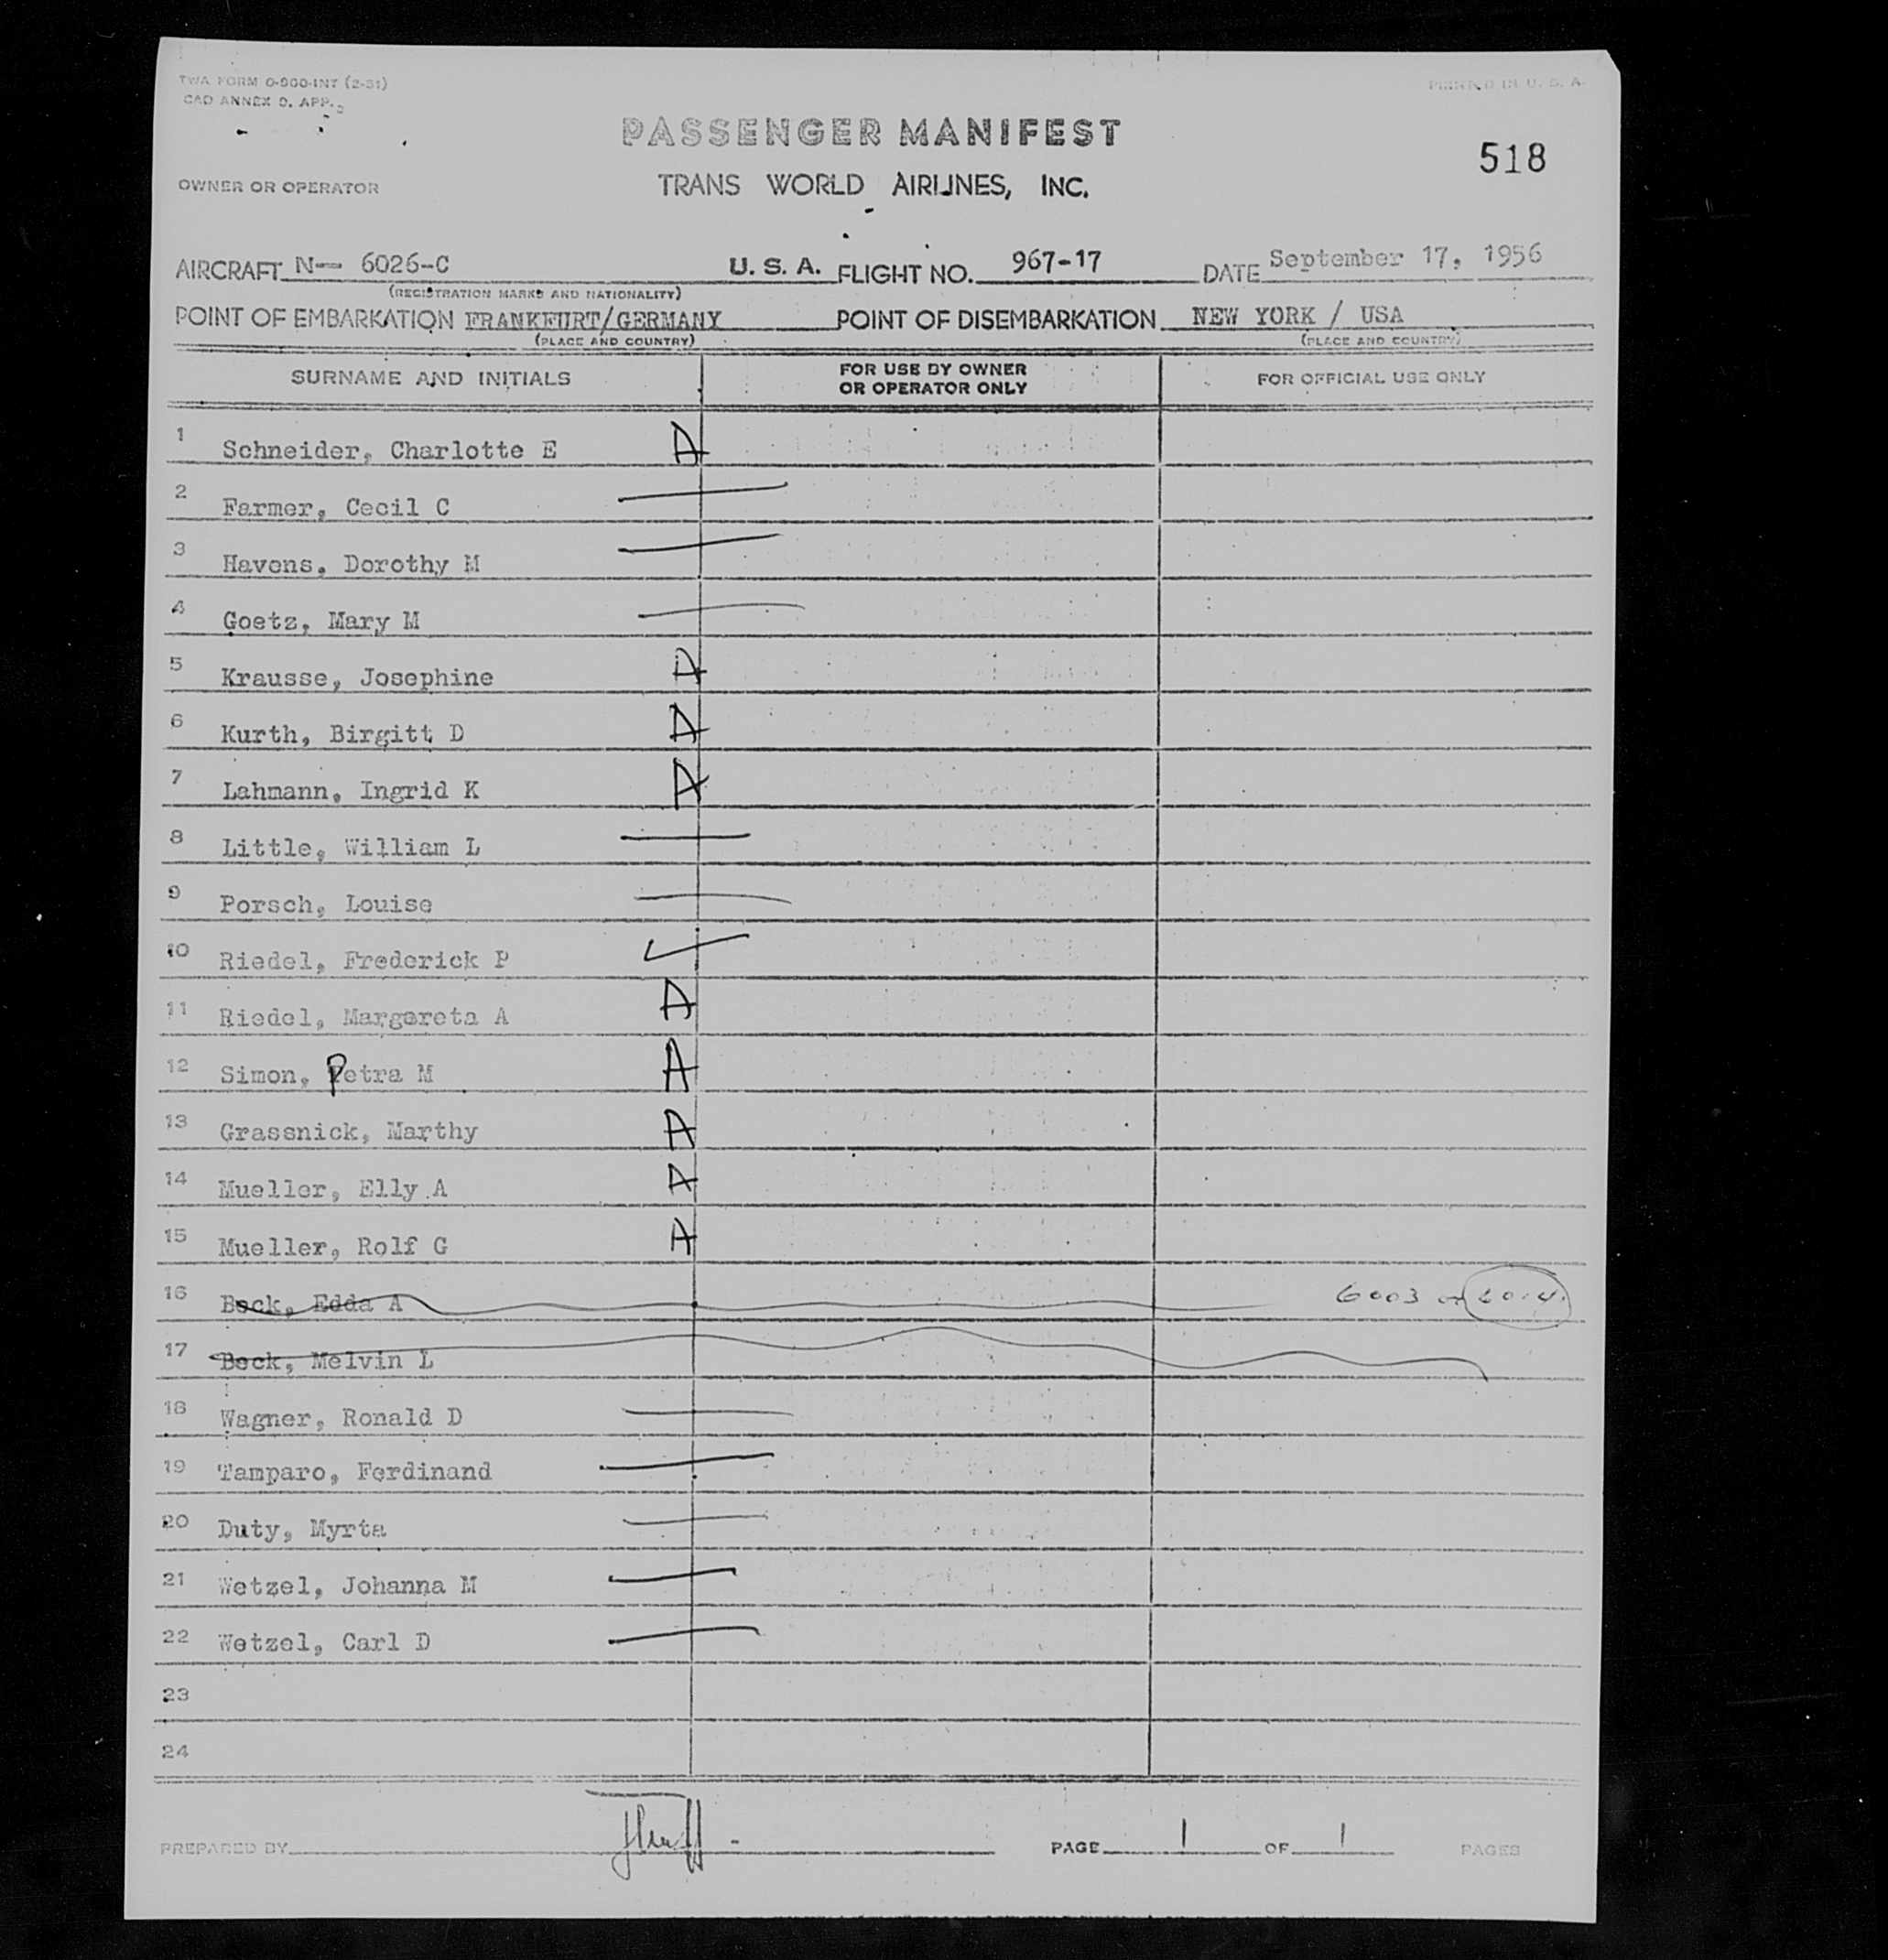 TWA FORM O-900-INT (2-51)
CAD ANNEX D. APP.
PRINTED IN U. S. A.
PASSENGER MANIFEST
518
OWNER OR OPERATOR
TRANS WORLD AIRLINES, INC.
AIRCRAFT N-- 6026-C U. S. A. FLIGHT NO. 967-17 DATE September 17, 1956
(REGISTRATION MARKS AND NATIONALITY)
POINT OF EMBARKATION FRANKFURT/GERMANY POINT OF DISEMBARKATION NEW YORK / USA
(PLACE AND COUNTRY) (PLACE AND COUNTRY)
SURNAME AND INITIALS FOR USE BY OWNER OR OPERATOR ONLY FOR OFFICIAL USE ONLY
1 Schneider, Charlotte E A
2 Farmer, Cecil C
3 Havens, Dorothy M
4 Goetz, Mary M
5 Krausse, Josephine A
6 Kurth, Birgitt D A
7 Lahmann, Ingrid K A
8 Little, William L
9 Porsch, Louise
10 Riedel, Frederick P
11 Riedel, Margareta A A
12 Simon, Petra M A
13 Grassnick, Marthy A
14 Mueller, Elly A A
15 Mueller, Rolf G A
16 Beck, Edda A 6003
17 Beck, Melvin L
18 Wagner, Ronald D
19 Tamparo, Ferdinand
20 Duty, Myrta
21 Wetzel, Johanna M
22 Wetzel, Carl D
23
24
PREPARED BY PAGE 1 OF 1 PAGES